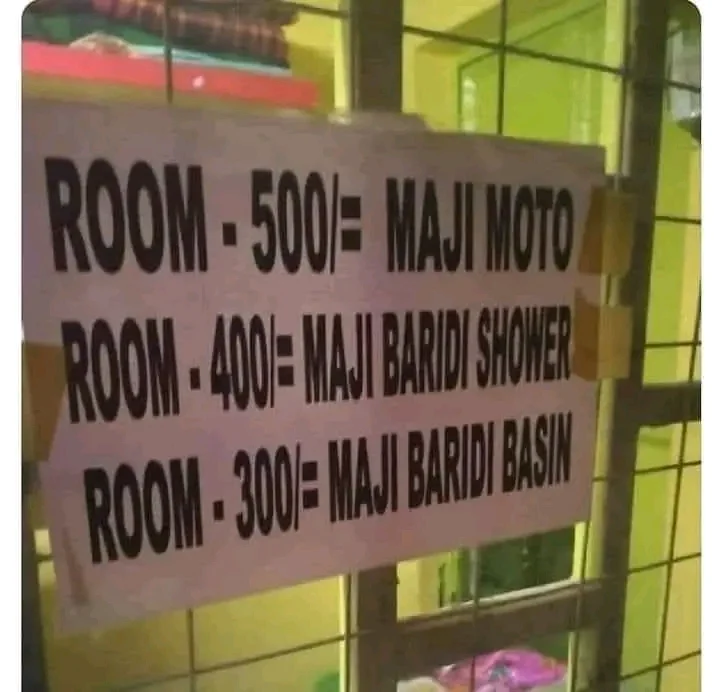 ROOM - 500/= MAJI MOTO
ROOM - 400/= MAJI BARIDI SHOWER
ROOM - 300/= MAJI BARIDI BASIN